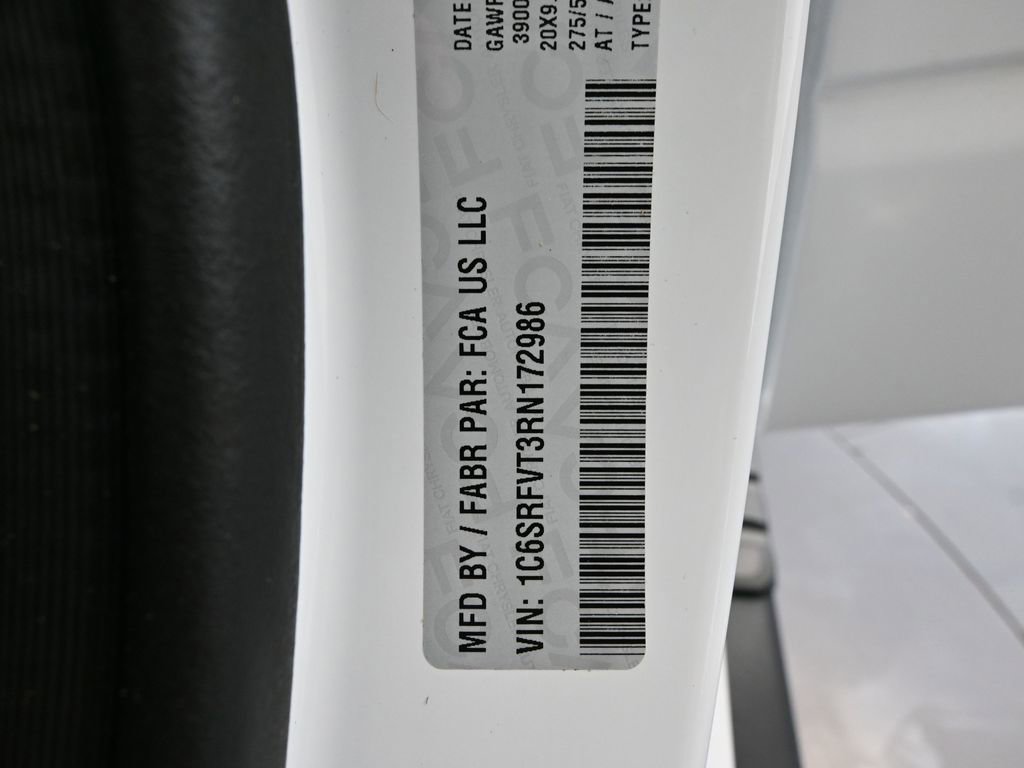 DATE
GAWR
3900
20X9.
275/5
AT / A
TYPE:
MFD BY / FABR PAR: FCA US LLC
VIN: 1C6SRFVT3RN172986